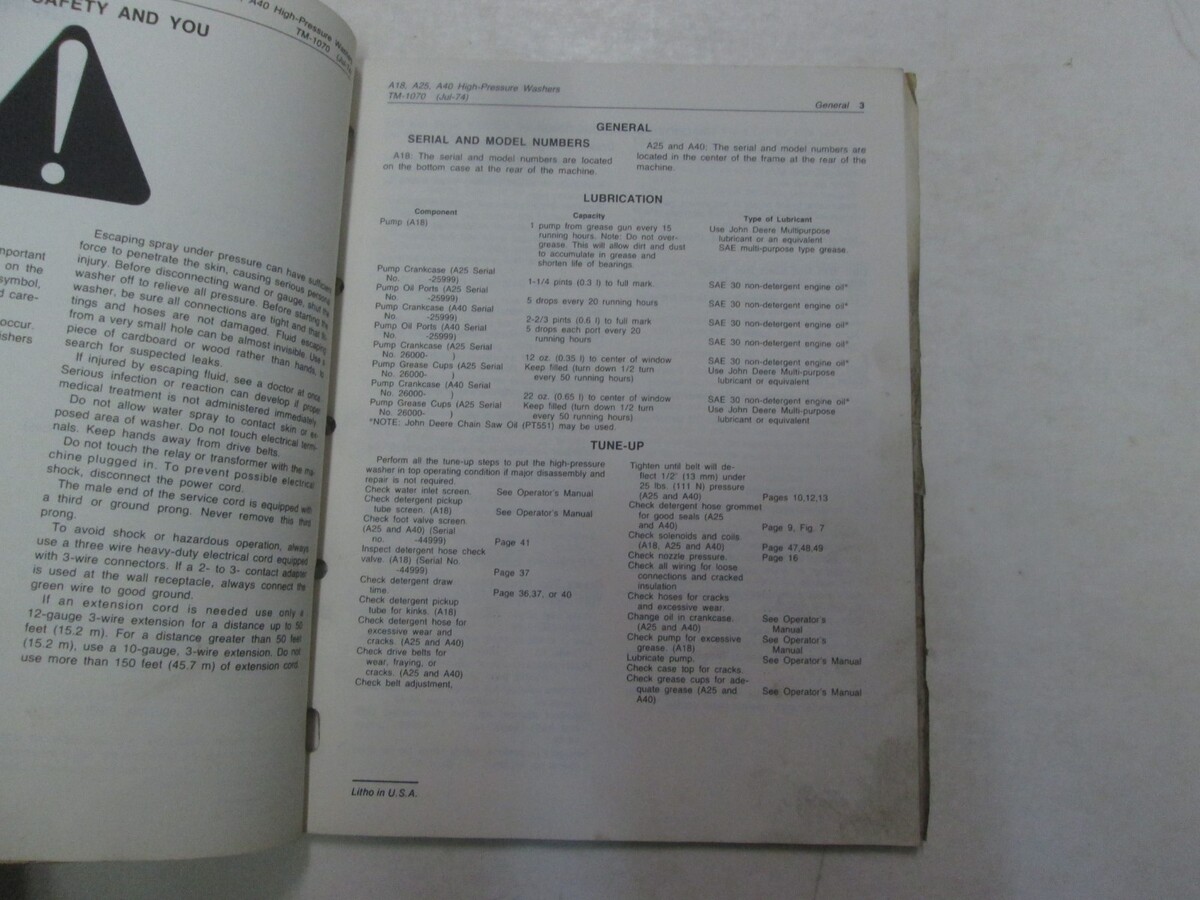 SAFETY AND YOU
A40 High-Pressure Washers
TM-1070
important
on the
symbol,
care-
occur.
Escaping spray under pressure can have sufficient
force to penetrate the skin, causing serious personal
injury. Before disconnecting wand or gauge, shut the
washer off to relieve all pressure. Before starting the
washer, be sure all connections are tight and that
tings and hoses are not damaged. Fluid escaping
from a very small hole can be almost invisible. Use a
piece of cardboard or wood rather than hands, to
search for suspected leaks.
If injured by escaping fluid, see a doctor at once.
Serious infection or reaction can develop if proper
medical treatment is not administered immediately.
Do not allow water spray to contact skin or ex-
posed area of washer. Do not touch electrical term-
nals. Keep hands away from drive belts.
Do not touch the relay or transformer with the ma-
chine plugged in. To prevent possible electrical
shock, disconnect the power cord.
The male end of the service cord is equipped with
a third or ground prong. Never remove this third
prong.
To avoid shock or hazardous operation, always
use a three wire heavy-duty electrical cord equipped
with 3-wire connectors. If a 2- to 3- contact adapter
is used at the wall receptacle, always connect the
green wire to good ground.
If an extension cord is needed use only a
12-gauge 3-wire extension for a distance up to 50
feet (15.2 m). For a distance greater than 50 feet
(15.2 m), use a 10-gauge, 3-wire extension. Do not
use more than 150 feet (45.7 m) of extension cord.
A18, A25, A40 High-Pressure Washers
TM-1070 (Jul-74)
General 3
GENERAL
SERIAL AND MODEL NUMBERS
A18: The serial and model numbers are located
on the bottom case at the rear of the machine.
A25 and A40: The serial and model numbers are
located in the center of the frame at the rear of the
machine.
LUBRICATION
Component Capacity Type of Lubricant
Pump (A18) 1 pump from grease gun every 15 Use John Deere Multipurpose
running hours. Note: Do not over- lubricant or an equivalent
grease. This will allow dirt and dust SAE multi-purpose type grease.
to accumulate in grease and
shorten life of bearings.
Pump Crankcase (A25 Serial
No. -25999) 1-1/4 pints (0.3 l) to full mark SAE 30 non-detergent engine oil*
Pump Oil Ports (A25 Serial
No. -25999) 5 drops every 20 running hours SAE 30 non-detergent engine oil*
Pump Crankcase (A40 Serial
No. -25999) 2-2/3 pints (0.6 l) to full mark SAE 30 non-detergent engine oil*
Pump Oil Ports (A40 Serial 5 drops each port every 20
No. -25999) running hours SAE 30 non-detergent engine oil*
Pump Crankcase (A25 Serial
No. 26000- ) 12 oz. (0.35 l) to center of window SAE 30 non-detergent engine oil*
Pump Grease Cups (A25 Serial Keep filled (turn down 1/2 turn Use John Deere Multi-purpose
No. 26000- ) every 50 running hours) lubricant or equivalent
Pump Crankcase (A40 Serial
No. 26000- ) 22 oz. (0.65 l) to center of window SAE 30 non-detergent engine oil*
Pump Grease Cups (A25 Serial Keep filled (turn down 1/2 turn Use John Deere Multi-purpose
No. 26000- ) every 50 running hours) lubricant or equivalent
*NOTE: John Deere Chain Saw Oil (PT551) may be used.
TUNE-UP
Perform all the tune-up steps to put the high-pressure
washer in top operating condition if major disassembly and
repair is not required.
Check water inlet screen. See Operator's Manual
Check detergent pickup
tube screen. (A18) See Operator's Manual
Check foot valve screen
(A25 and A40) (Serial
no. -44999) Page 41
Inspect detergent hose check
valve. (A18) (Serial No.
-44999) Page 37
Check detergent draw
time. Page 36,37, or 40
Check detergent pickup
tube for kinks. (A18)
Check detergent hose for
excessive wear and
cracks. (A25 and A40)
Check drive belts for
wear, fraying, or
cracks. (A25 and A40)
Check belt adjustment.
Tighten until belt will de-
flect 1/2" (13 mm) under
25 lbs. (111 N) pressure
(A25 and A40) Pages 10,12,13
Check detergent hose grommet
for good seals (A25
and A40) Page 9, Fig. 7
Check solenoids and coils
(A18, A25 and A40) Page 47,48,49
Check nozzle pressure. Page 16
Check all wiring for loose
connections and cracked
insulation
Check hoses for cracks
and excessive wear.
Change oil in crankcase. See Operator's
(A25 and A40) Manual
Check pump for excessive See Operator's
grease. (A18) Manual
Lubricate pump. See Operator's Manual
Check case top for cracks.
Check grease cups for ade-
quate grease (A25 and See Operator's Manual
A40)
Litho in U.S.A.